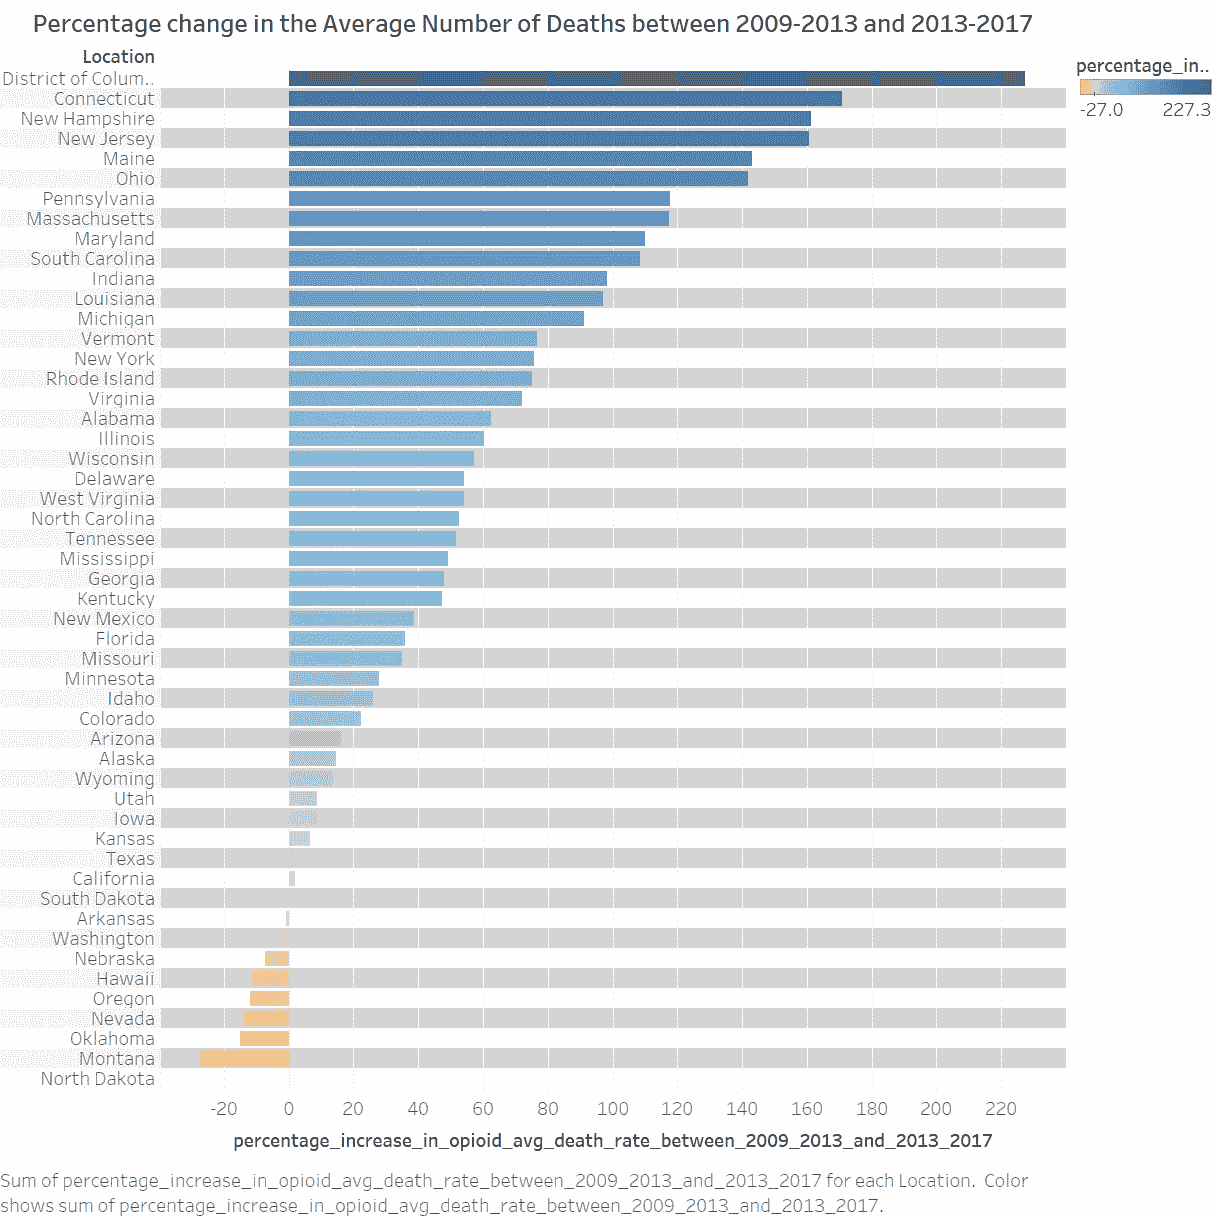 Percentage change in the Average Number of Deaths between 2009-2013 and 2013-2017
Location
percentage_in..
-27.0 227.3
District of Colum..
Connecticut
New Hampshire
New Jersey
Maine
Ohio
Pennsylvania
Massachusetts
Maryland
South Carolina
Indiana
Louisiana
Michigan
Vermont
New York
Rhode Island
Virginia
Alabama
Illinois
Wisconsin
Delaware
West Virginia
North Carolina
Tennessee
Mississippi
Georgia
Kentucky
New Mexico
Florida
Missouri
Minnesota
Idaho
Colorado
Arizona
Alaska
Wyoming
Utah
Iowa
Kansas
Texas
California
South Dakota
Arkansas
Washington
Nebraska
Hawaii
Oregon
Nevada
Oklahoma
Montana
North Dakota
-20 0 20 40 60 80 100 120 140 160 180 200 220
percentage_increase_in_opioid_avg_death_rate_between_2009_2013_and_2013_2017
Sum of percentage_increase_in_opioid_avg_death_rate_between_2009_2013_and_2013_2017 for each Location. Color
shows sum of percentage_increase_in_opioid_avg_death_rate_between_2009_2013_and_2013_2017.